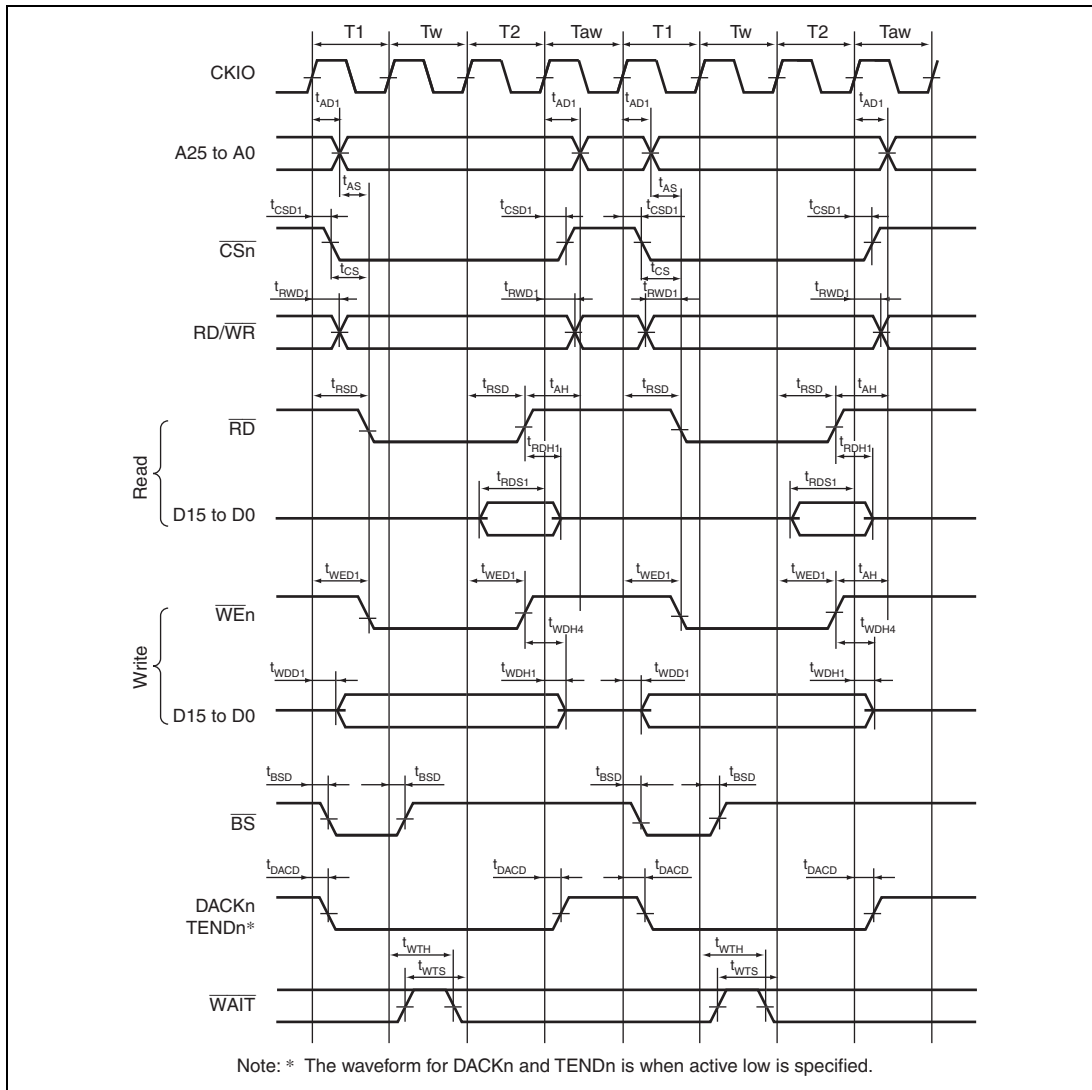 T1 Tw T2 Taw T1 Tw T2 Taw
CKIO
tAD1 tAD1 tAD1 tAD1
A25 to A0
tAS tAS
tCSD1 tCSD1 tCSD1 tCSD1
CSn
tCS tCS
tRWD1 tRWD1 tRWD1 tRWD1
RD/WR
tRSD tRSD tAH tRSD tRSD tAH
RD
tRDH1 tRDH1
Read
tRDS1 tRDS1
D15 to D0
tWED1 tWED1 tWED1 tWED1 tAH
WEn
tWDH4 tWDH4
Write
tWDD1 tWDH1 tWDD1 tWDH1
D15 to D0
tBSD tBSD tBSD tBSD
BS
tDACD tDACD tDACD tDACD
DACKn
TENDn*
tWTH tWTH
tWTS tWTS
WAIT
Note: * The waveform for DACKn and TENDn is when active low is specified.